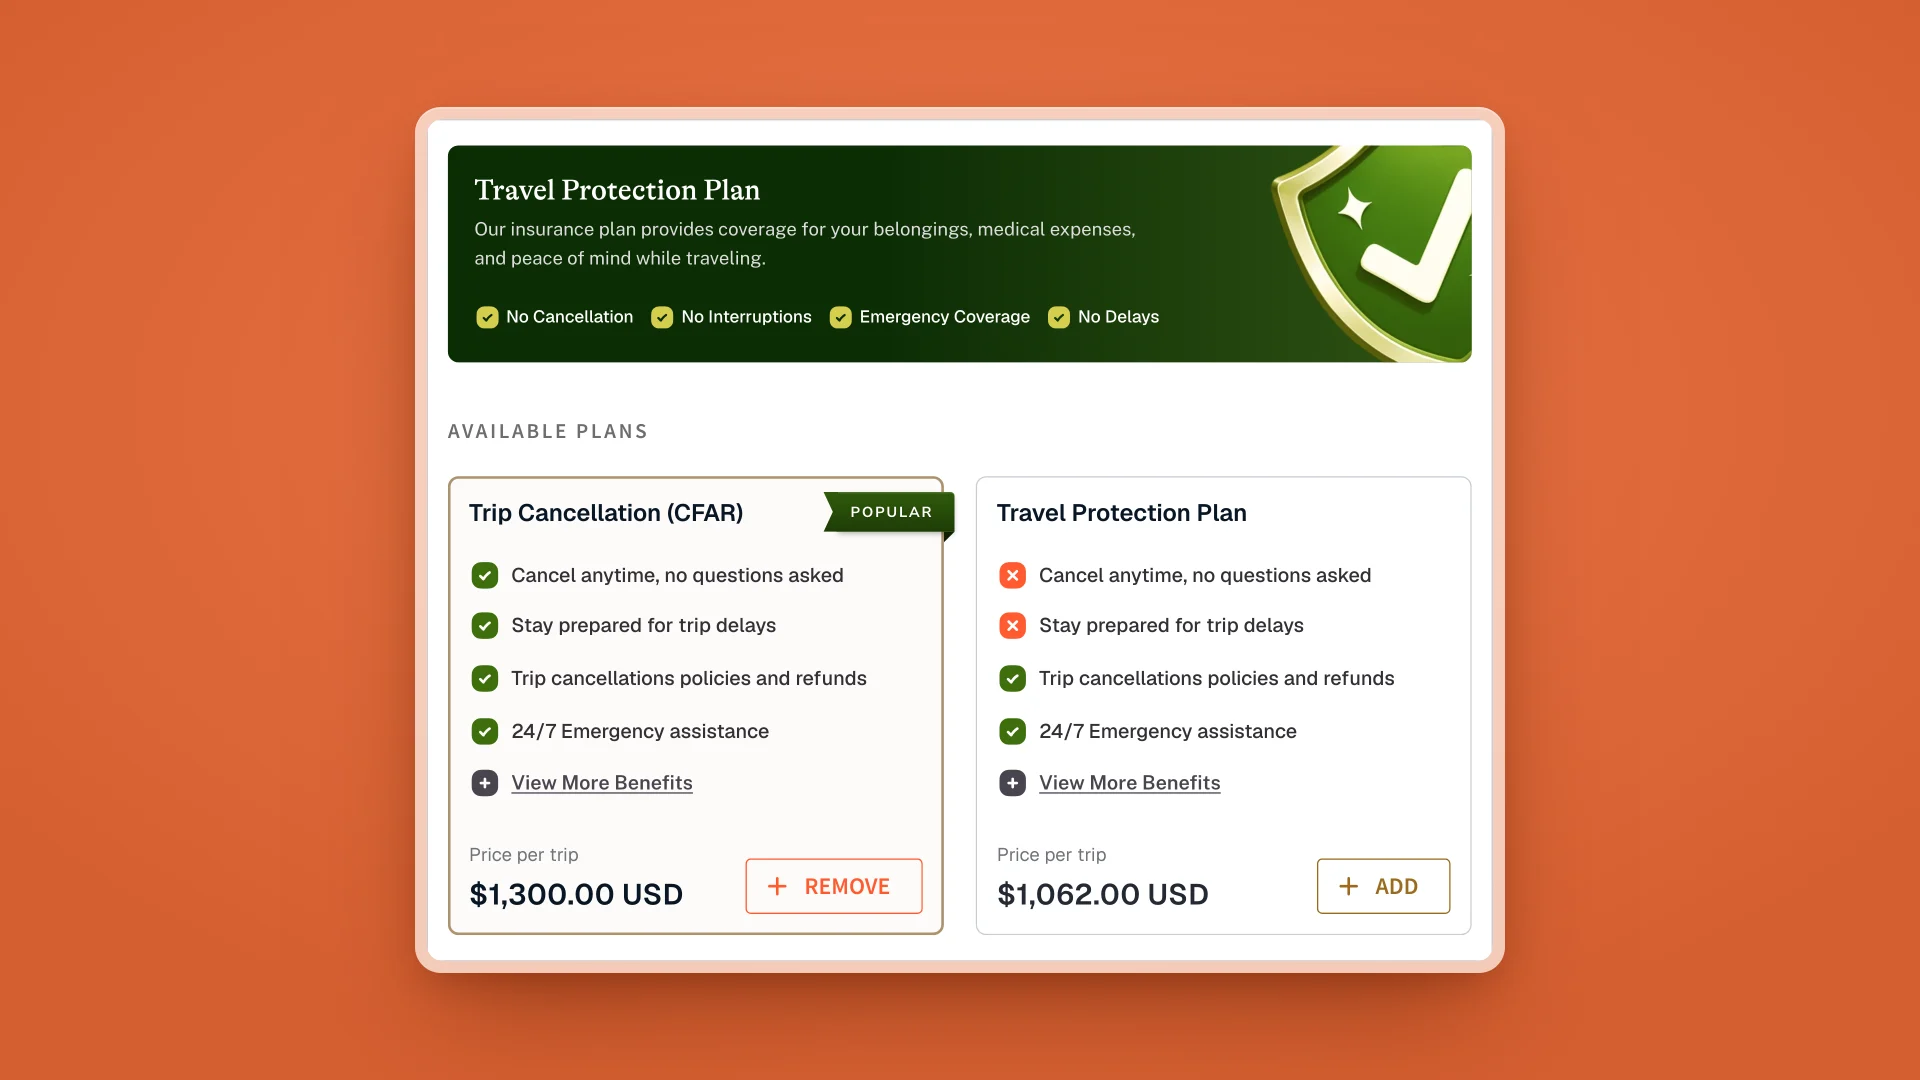 Travel Protection Plan
Our insurance plan provides coverage for your belongings, medical expenses,
and peace of mind while traveling.
No Cancellation No Interruptions Emergency Coverage No Delays
AVAILABLE PLANS
Trip Cancellation (CFAR)
POPULAR
Cancel anytime, no questions asked
Stay prepared for trip delays
Trip cancellations policies and refunds
24/7 Emergency assistance
View More Benefits
Price per trip
$1,300.00 USD
REMOVE
Travel Protection Plan
Cancel anytime, no questions asked
Stay prepared for trip delays
Trip cancellations policies and refunds
24/7 Emergency assistance
View More Benefits
Price per trip
$1,062.00 USD
ADD